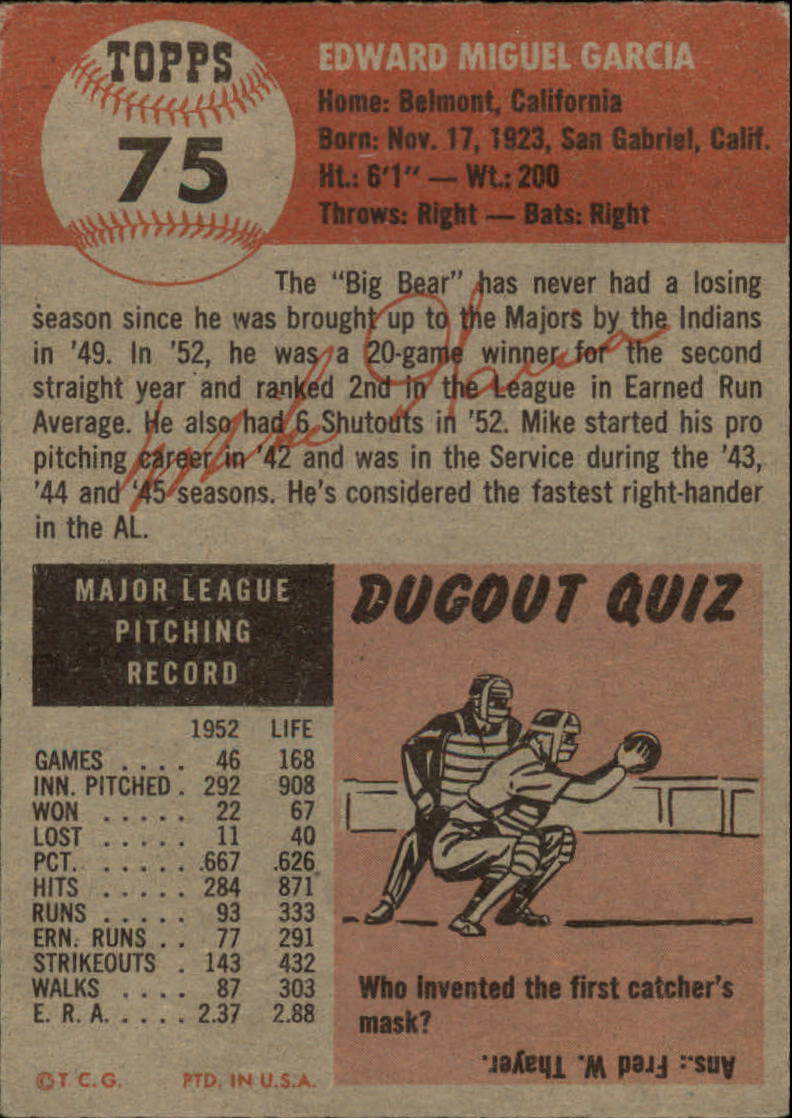 TOPPS
75
EDWARD MIGUEL GARCIA
Home: Belmont, California
Born: Nov. 17, 1923, San Gabriel, Calif.
Ht.: 6'1" — Wt.: 200
Throws: Right — Bats: Right
The "Big Bear" has never had a losing
season since he was brought up to the Majors by the Indians
in '49. In '52, he was a 20-game winner for the second
straight year and ranked 2nd in the League in Earned Run
Average. He also had 6 Shutouts in '52. Mike started his pro
pitching career in '42 and was in the Service during the '43,
'44 and '45 seasons. He's considered the fastest right-hander
in the AL.
Mike Garcia
MAJOR LEAGUE
PITCHING
RECORD
1952 LIFE
GAMES . . . . 46 168
INN. PITCHED . 292 908
WON . . . . . 22 67
LOST . . . . . 11 40
PCT. . . . . . .667 .626
HITS . . . . . 284 871
RUNS . . . . . 93 333
ERN. RUNS . . 77 291
STRIKEOUTS . 143 432
WALKS . . . . 87 303
E. R. A. . . . . 2.37 2.88
©T.C.G. PTD. IN U.S.A.
DUGOUT QUIZ
Who invented the first catcher's
mask?
Ans.: Fred W. Thayer.